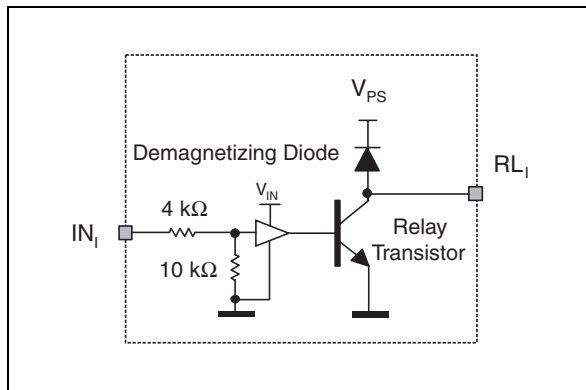 V_PS
Demagnetizing Diode
RL_I
V_IN
4 kΩ
IN_I
Relay
Transistor
10 kΩ